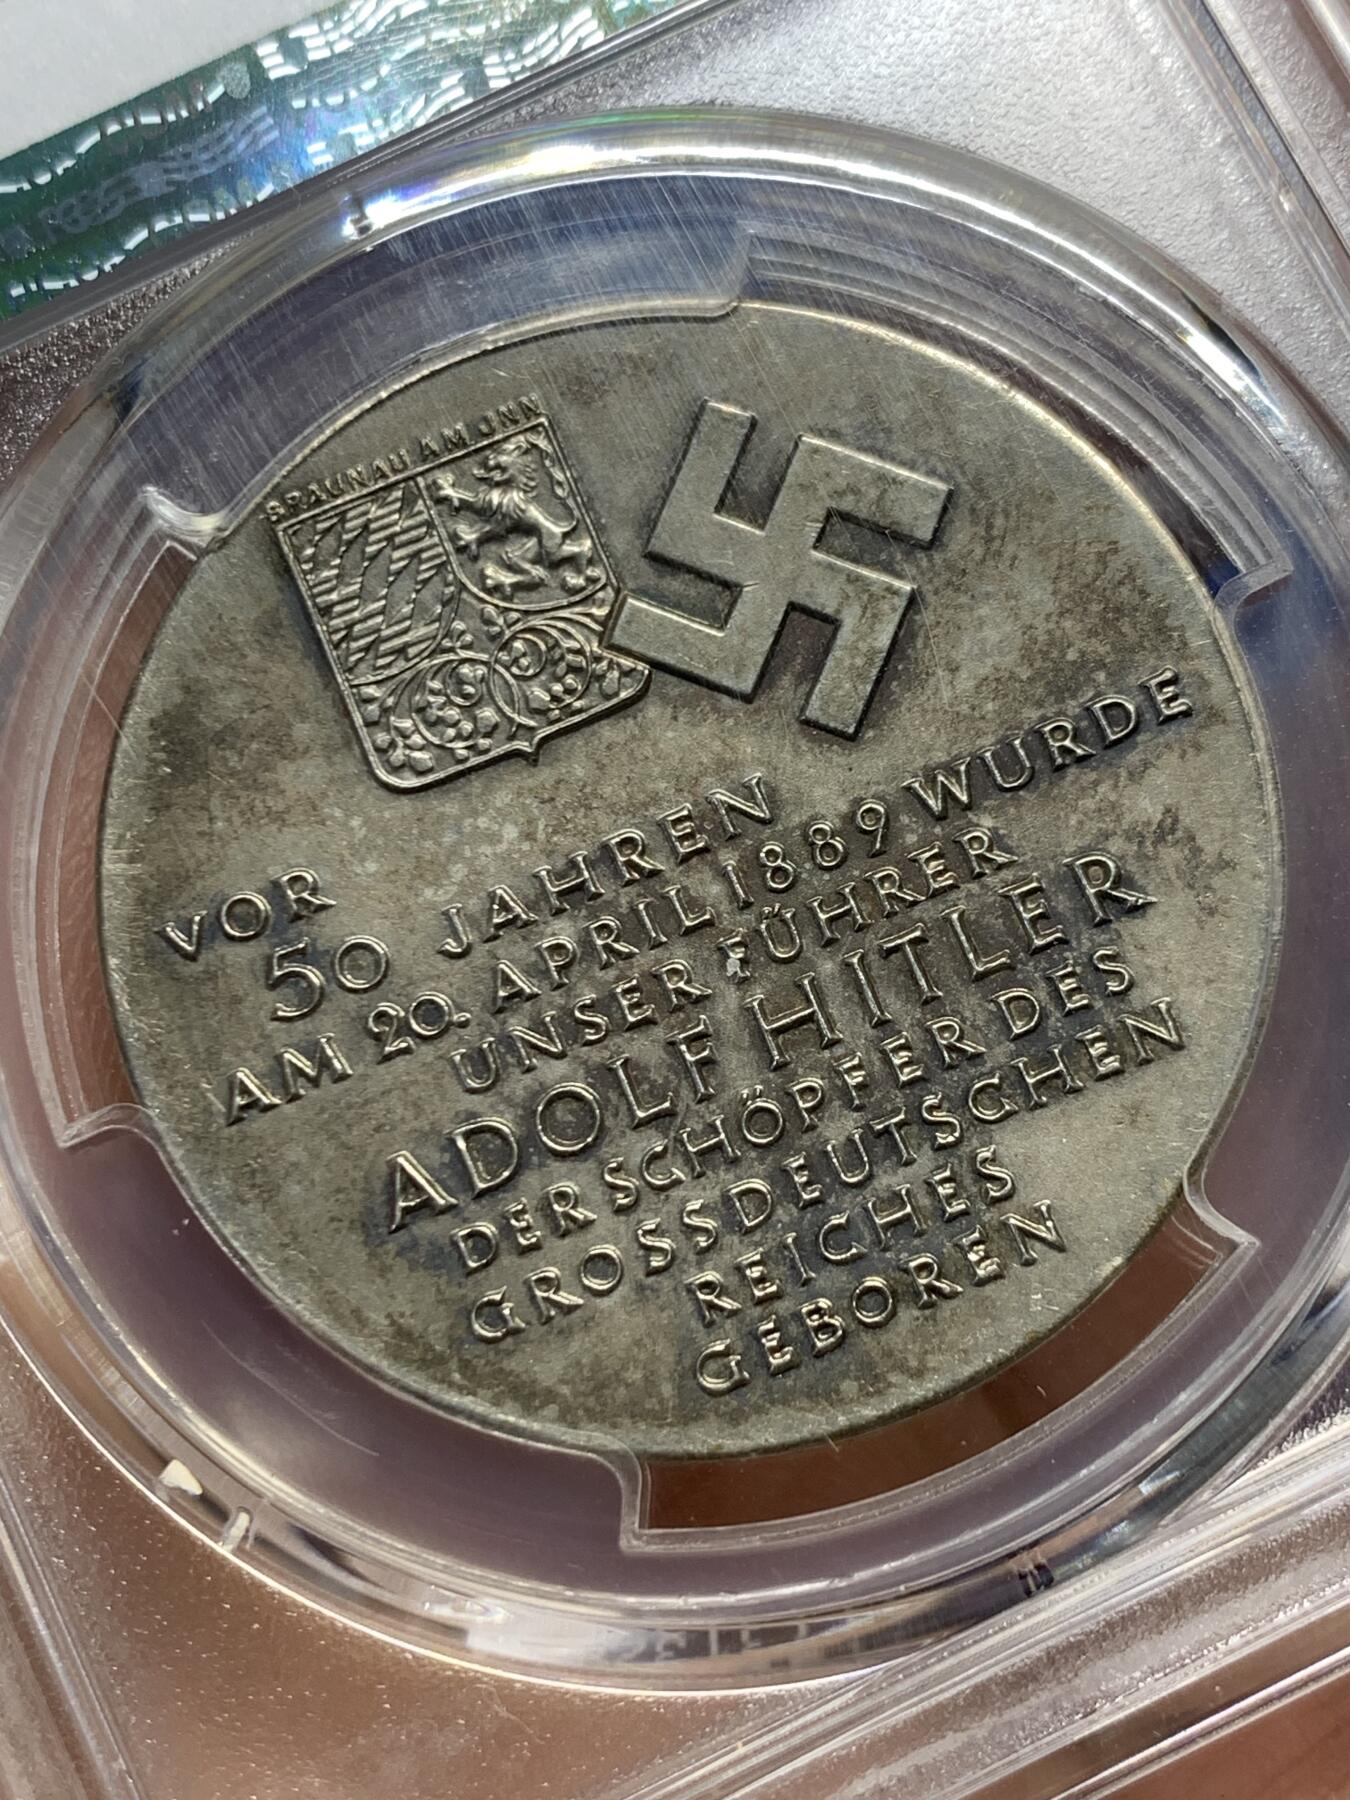 BRAUNAU AM JNN
VOR
50 JAHREN
AM 20. APRIL 1889 WURDE
UNSER FÜHRER
ADOLF HITLER
DER SCHÖPFER DES
GROSSDEUTSCHEN
REICHES
GEBOREN